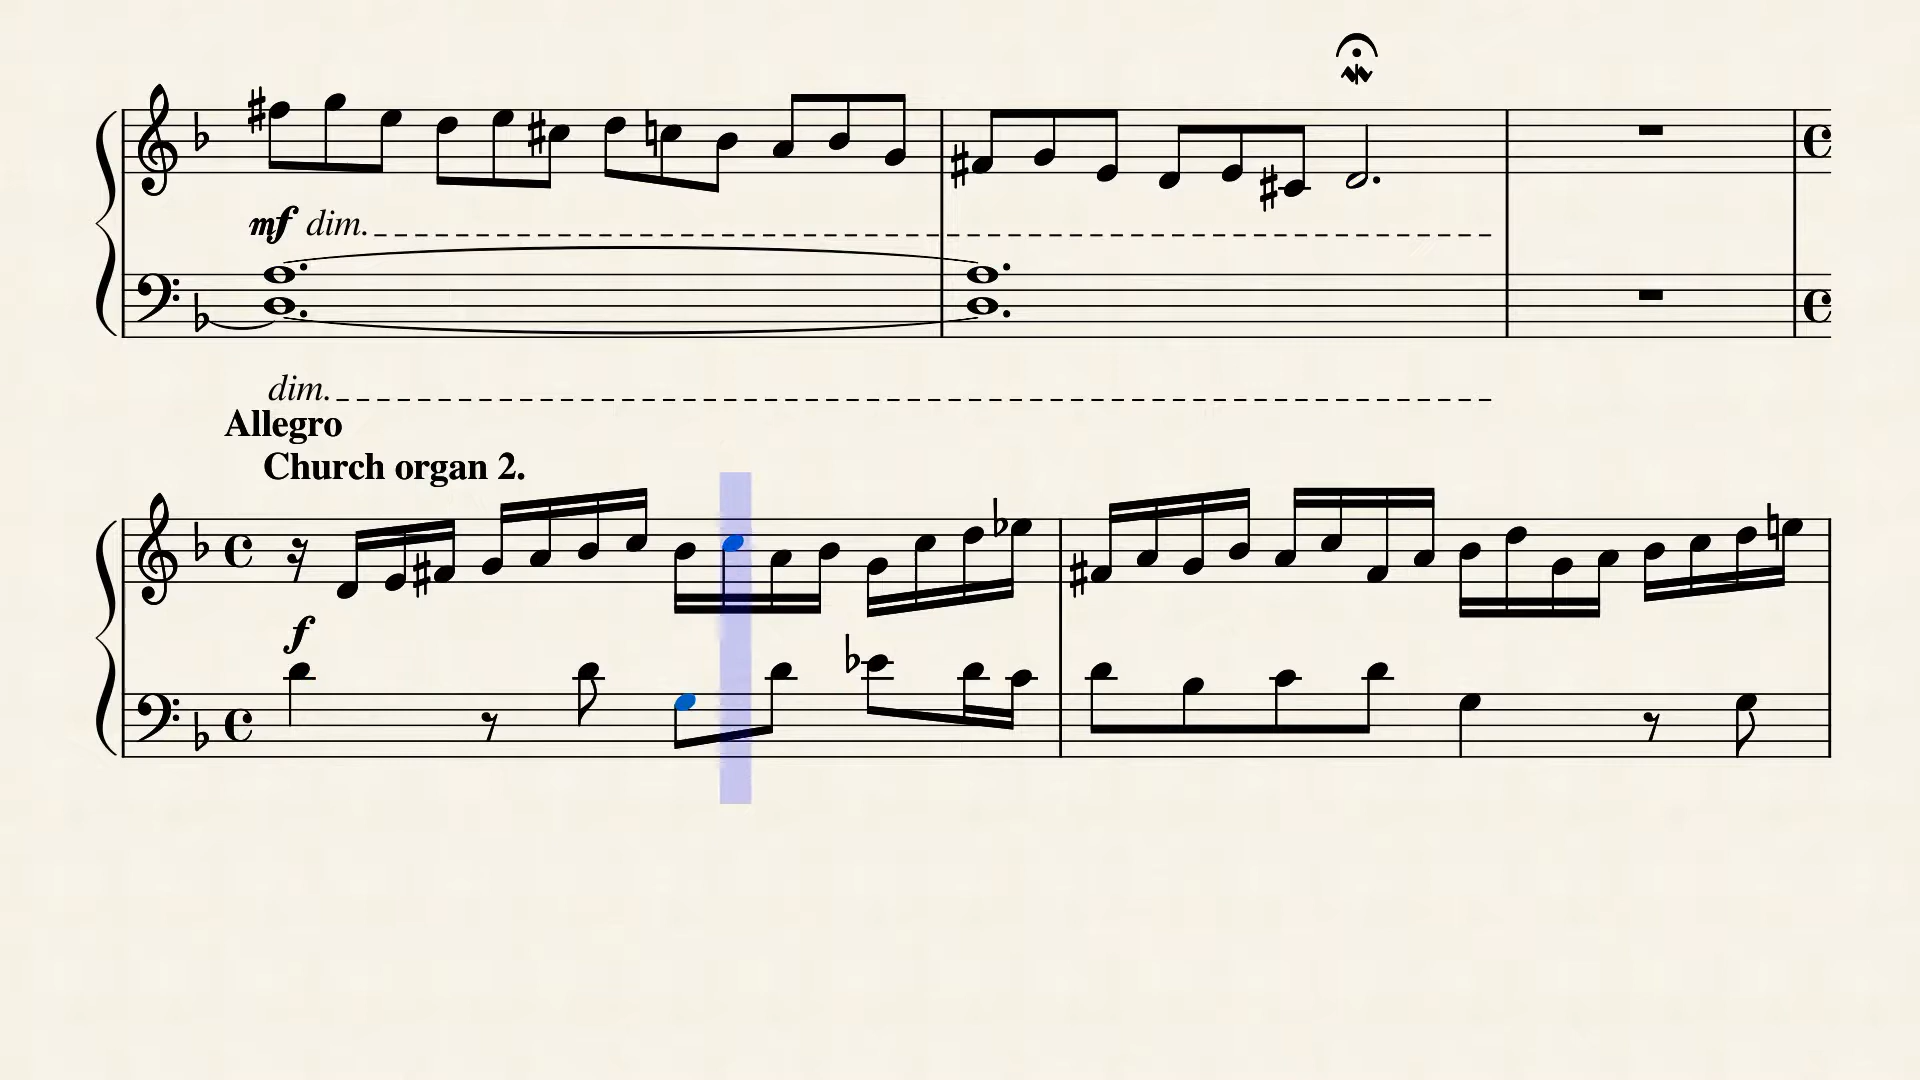 mf dim.
dim.
Allegro
Church organ 2.
f